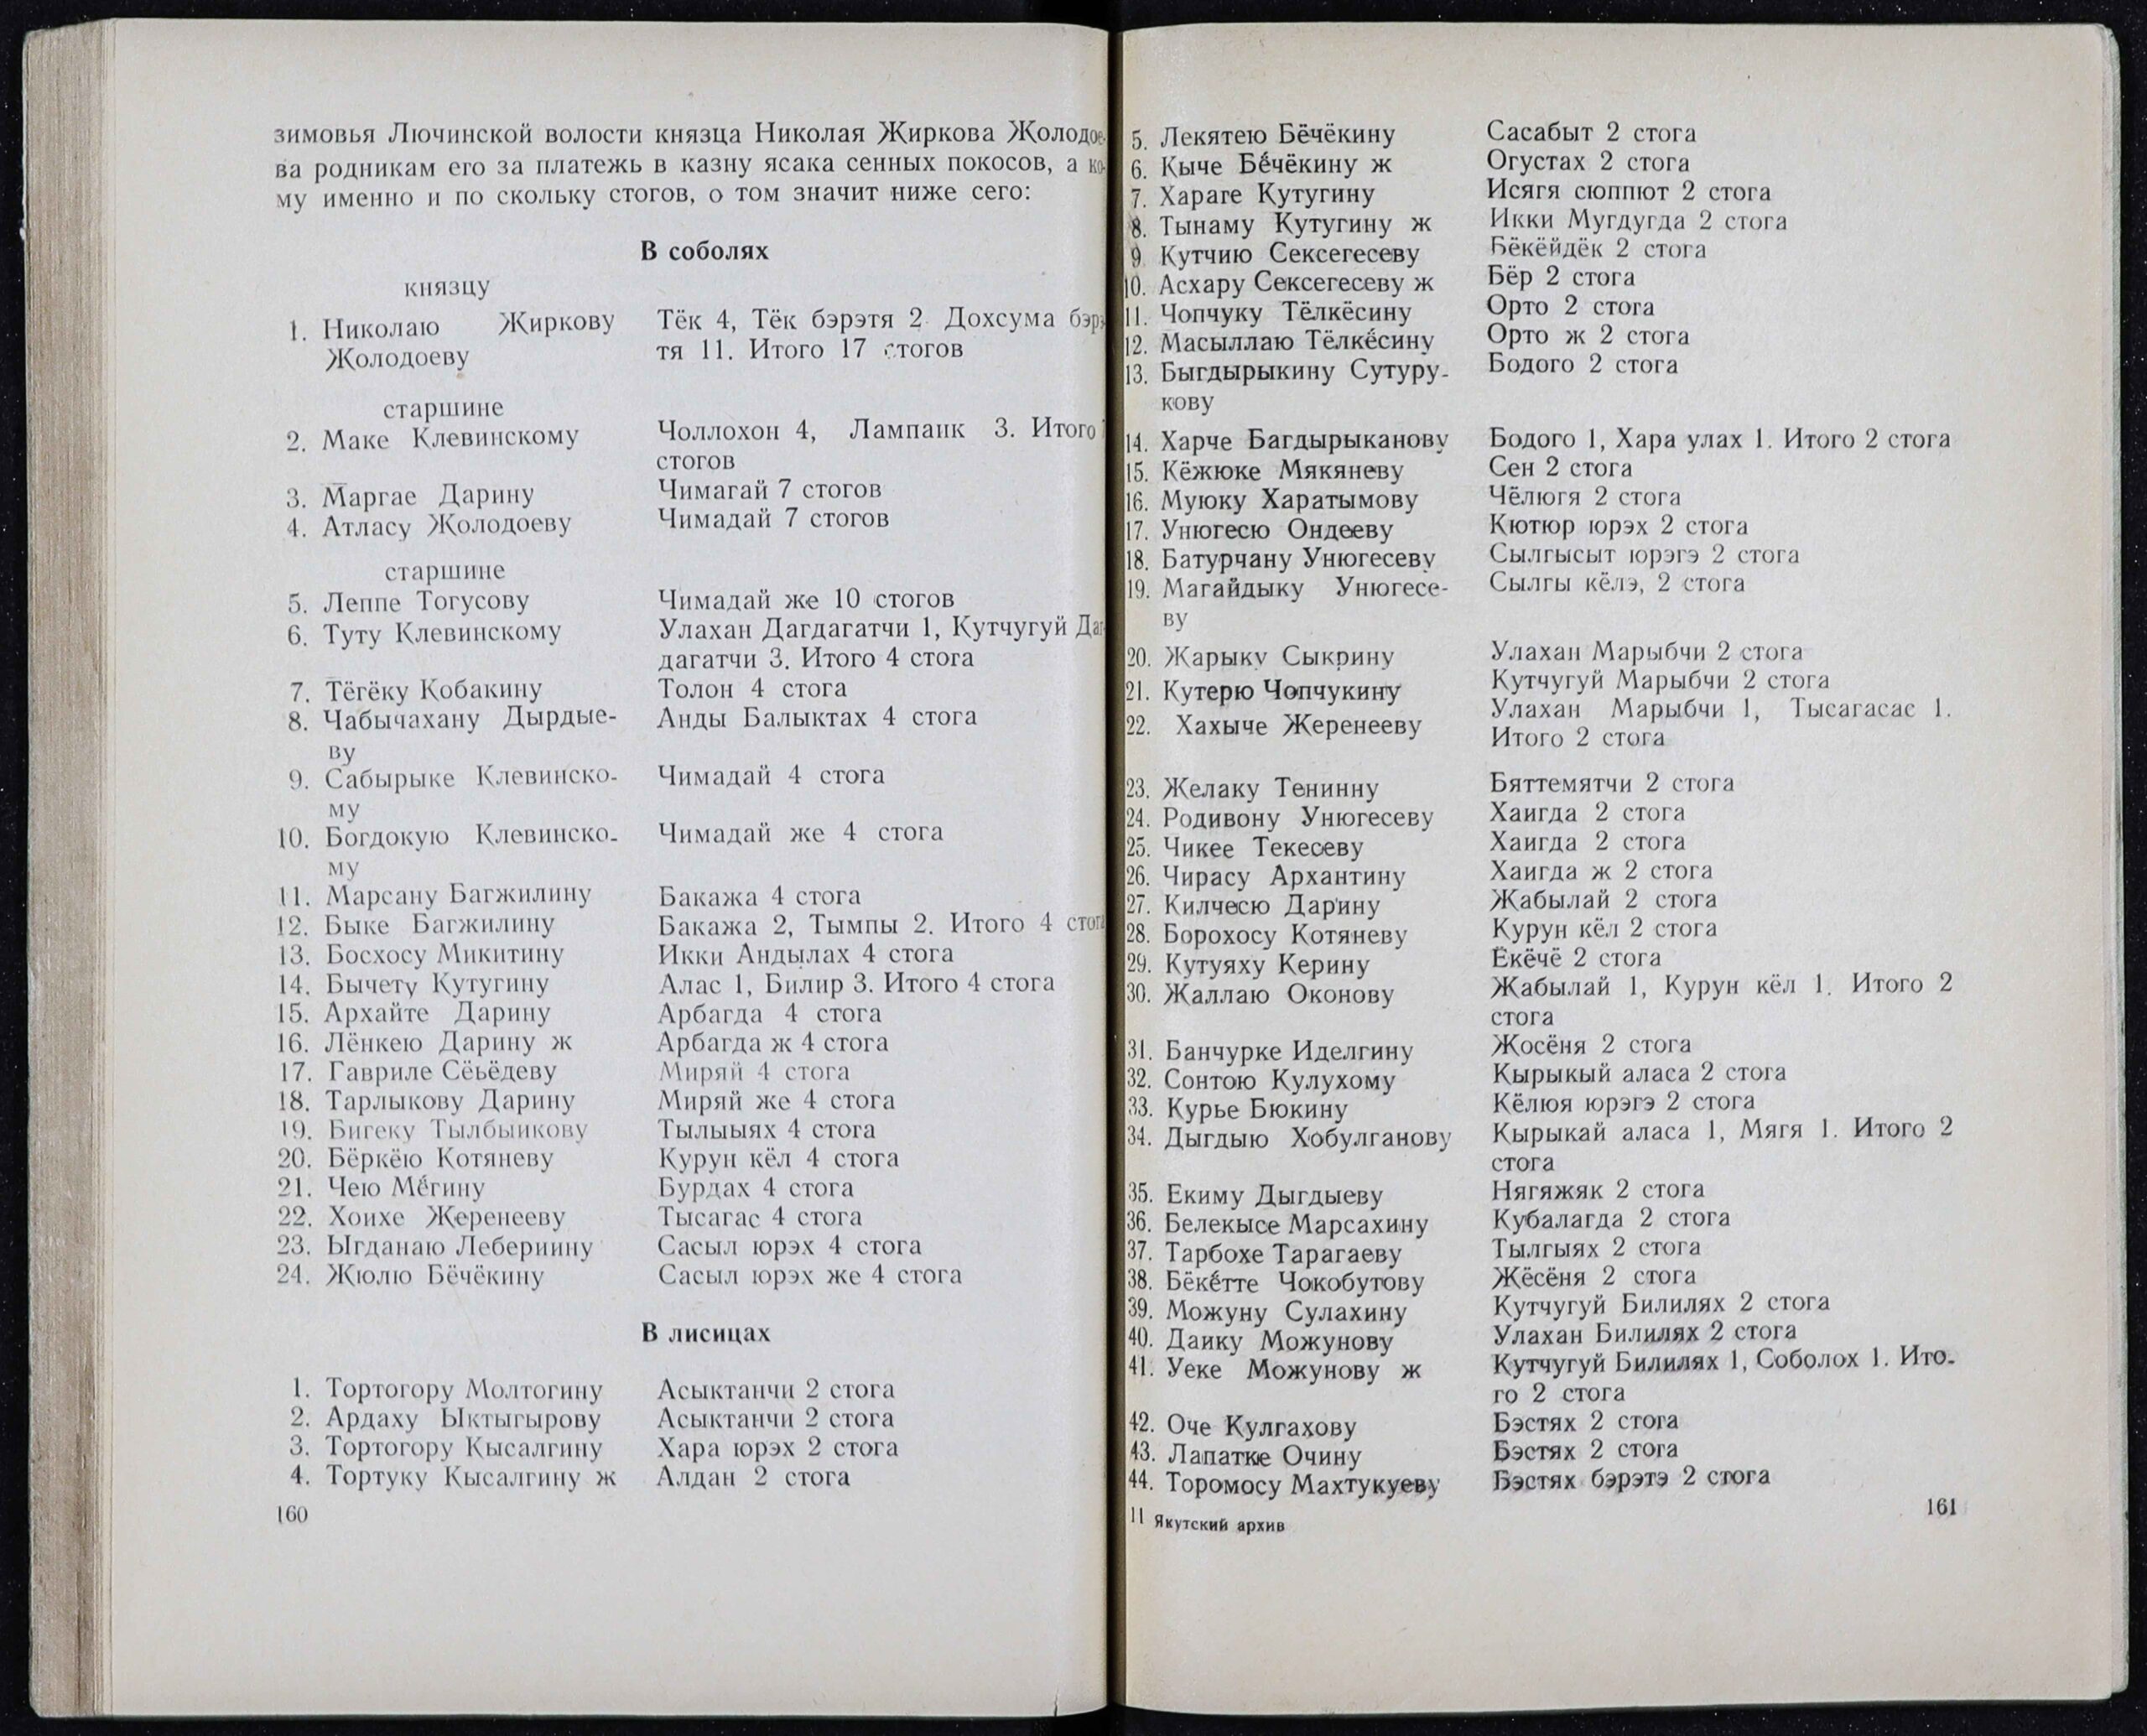 зимовья Лючинской волости князца Николая Жиркова Жолодое-
ва родникам его за платежь в казну ясака сенных покосов, а ко-
му именно и по скольку стогов, о том значит ниже сего:
В соболях
князцу
1. Николаю Жиркову Тёк 4, Тёк бэрэтя 2 Дохсума бэрэ-
Жолодоеву тя 11. Итого 17 стогов
старшине
2. Маке Клевинскому Чоллохон 4, Лампаик 3. Итого 7
стогов
3. Маргае Дарину Чимагай 7 стогов
4. Атласу Жолодоеву Чимадай 7 стогов
старшине
5. Леппе Тогусову Чимадай же 10 стогов
6. Туту Клевинскому Улахан Дагдагатчи 1, Кутчугуй Даг-
дагатчи 3. Итого 4 стога
7. Тёгёку Кобакину Толон 4 стога
8. Чабычахану Дырдые- Анды Балыктах 4 стога
ву
9. Сабырыке Клевинско- Чимадай 4 стога
му
10. Богдокую Клевинско- Чимадай же 4 стога
му
11. Марсану Багжилину Бакажа 4 стога
12. Быке Багжилину Бакажа 2, Тымпы 2. Итого 4 стога
13. Босхосу Микитину Икки Андылах 4 стога
14. Бычету Кутугину Алас 1, Билир 3. Итого 4 стога
15. Архайте Дарину Арбагда 4 стога
16. Лёнкею Дарину ж Арбагда ж 4 стога
17. Гавриле Сёьёдеву Миряй 4 стога
18. Тарлыкову Дарину Миряй же 4 стога
19. Бигеку Тылбыикову Тылыыях 4 стога
20. Бёркёю Котяневу Курун кёл 4 стога
21. Чею Мёгину Бурдах 4 стога
22. Хоихе Жеренееву Тысагас 4 стога
23. Ыгданаю Лебериину Сасыл юрэх 4 стога
24. Жюлю Бёчёкину Сасыл юрэх же 4 стога
В лисицах
1. Тортогору Молтогину Асыктанчи 2 стога
2. Ардаху Ыктыгырову Асыктанчи 2 стога
3. Тортогору Кысалгину Хара юрэх 2 стога
4. Тортуку Кысалгину ж Алдан 2 стога
160
5. Лекятею Бёчёкину Сасабыт 2 стога
6. Кыче Бёчёкину ж Огустах 2 стога
7. Хараге Кутугину Исягя сюппют 2 стога
8. Тынаму Кутугину ж Икки Мугдугда 2 стога
9. Кутчию Сексегесеву Бёкёйдёк 2 стога
10. Асхару Сексегесеву ж Бёр 2 стога
11. Чопчуку Тёлкёсину Орто 2 стога
12. Масыллаю Тёлкёсину Орто ж 2 стога
13. Быгдырыкину Сутуру- Бодого 2 стога
кову
14. Харче Багдырыканову Бодого 1, Хара улах 1. Итого 2 стога
15. Кёжюке Мякяневу Сен 2 стога
16. Муюку Харатымову Чёлюгя 2 стога
17. Унюгесю Ондееву Кютюр юрэх 2 стога
18. Батурчану Унюгесеву Сылгысыт юрэгэ 2 стога
19. Магайдыку Унюгесе- Сылгы кёлэ, 2 стога
ву
20. Жарыку Сыкрину Улахан Марыбчи 2 стога
21. Кутерю Чопчукину Кутчугуй Марыбчи 2 стога
22. Хахыче Жеренееву Улахан Марыбчи 1, Тысагасас 1.
Итого 2 стога
23. Желаку Тенинну Бяттемятчи 2 стога
24. Родивону Унюгесеву Хаигда 2 стога
25. Чикее Текесеву Хаигда 2 стога
26. Чирасу Архантину Хаигда ж 2 стога
27. Килчесю Дарину Жабылай 2 стога
28. Борохосу Котяневу Курун кёл 2 стога
29. Кутуяху Керину Ёкёчё 2 стога
30. Жаллаю Оконову Жабылай 1, Курун кёл 1. Итого 2
стога
31. Банчурке Иделгину Жосёня 2 стога
32. Сонтою Кулухому Кырыкый аласа 2 стога
33. Курье Бюкину Кёлюя юрэгэ 2 стога
34. Дыгдыю Хобулганову Кырыкай аласа 1, Мягя 1. Итого 2
стога
35. Екиму Дыгдыеву Нягяжяк 2 стога
36. Белекысе Марсахину Кубалагда 2 стога
37. Тарбохе Тарагаеву Тылгыях 2 стога
38. Бёкётте Чокобутову Жёсёня 2 стога
39. Можуну Сулахину Кутчугуй Билилях 2 стога
40. Даику Можунову Улахан Билилях 2 стога
41. Уеке Можунову ж Кутчугуй Билилях 1, Соболох 1. Ито-
го 2 стога
42. Оче Кулгахову Бэстях 2 стога
43. Лапатке Очину Бэстях 2 стога
44. Торомосу Махтукуеву Бэстях бэрэтэ 2 стога
11 Якутский архив
161